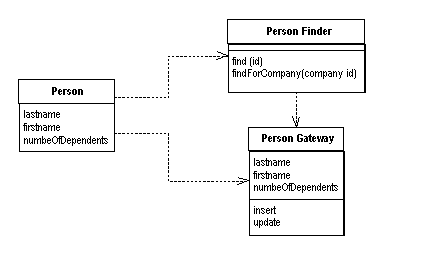 Person Finder
find (id)
findForCompany(company id)
Person
lastname
firstname
numbeOfDependents
Person Gateway
lastname
firstname
numbeOfDependents
insert
update